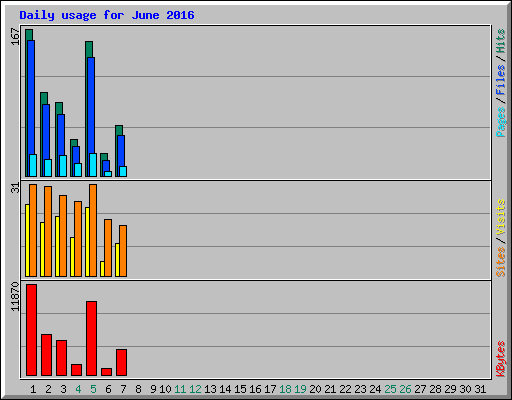 Daily usage for June 2016
167
Pages/Files/Hits
31
Sites/Visits
11870
KBytes
1 2 3 4 5 6 7 8 9 10 11 12 13 14 15 16 17 18 19 20 21 22 23 24 25 26 27 28 29 30 31